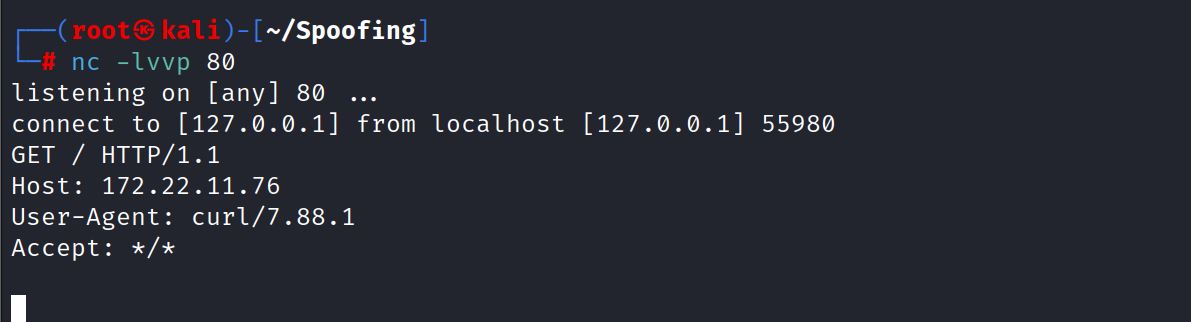 ┌──(root㉿kali)-[~/Spoofing]
└─# nc -lvvp 80
listening on [any] 80 ...
connect to [127.0.0.1] from localhost [127.0.0.1] 55980
GET / HTTP/1.1
Host: 172.22.11.76
User-Agent: curl/7.88.1
Accept: */*